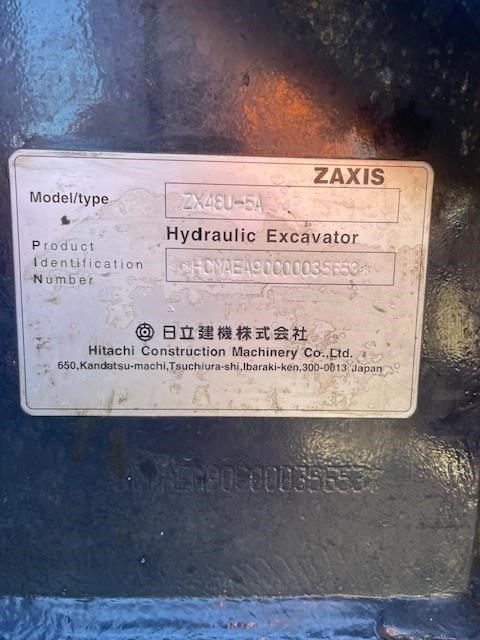 ZAXIS
Model/type ZX48U-5A
Hydraulic Excavator
Product
Identification *HCMAEA90C00035653*
Number
日立建機株式会社
Hitachi Construction Machinery Co.,Ltd.
650,Kandatsu-machi,Tsuchiura-shi,Ibaraki-ken,300-0013 Japan